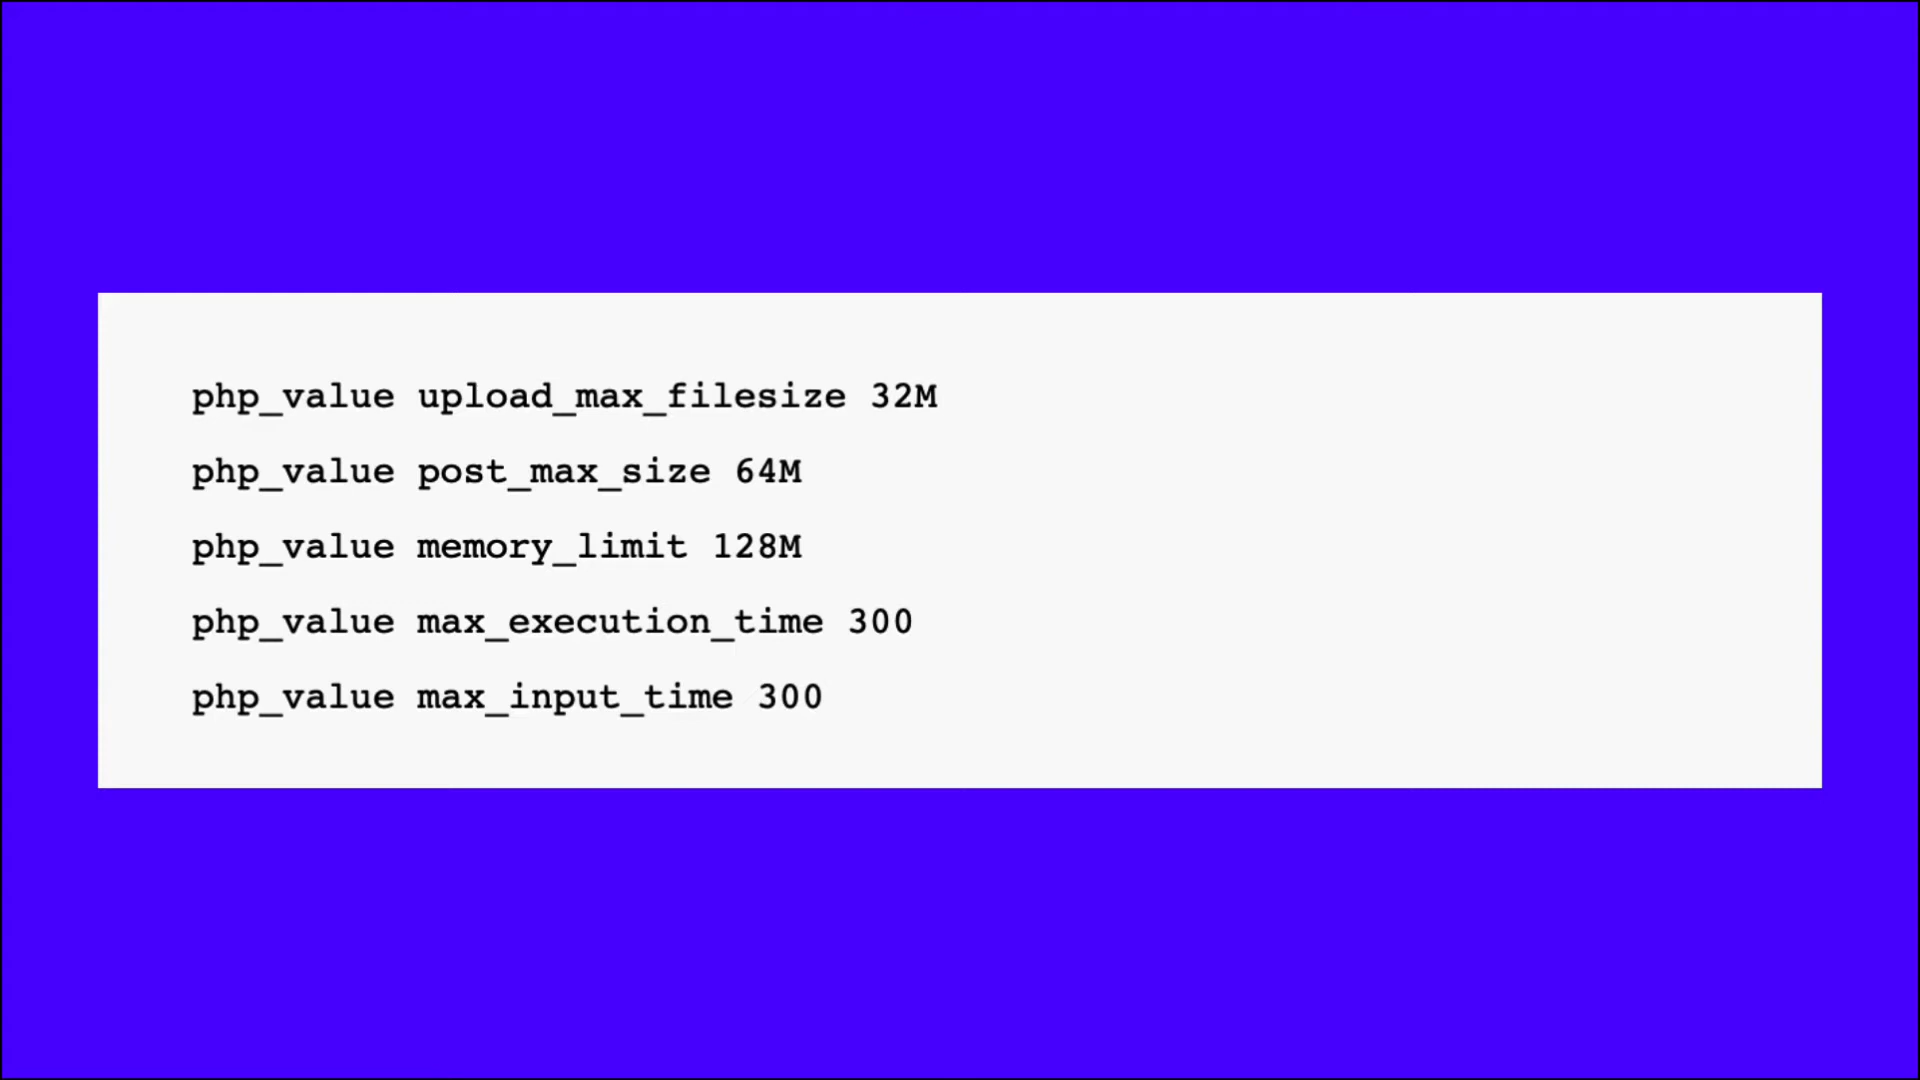 php_value upload_max_filesize 32M
php_value post_max_size 64M
php_value memory_limit 128M
php_value max_execution_time 300
php_value max_input_time 300